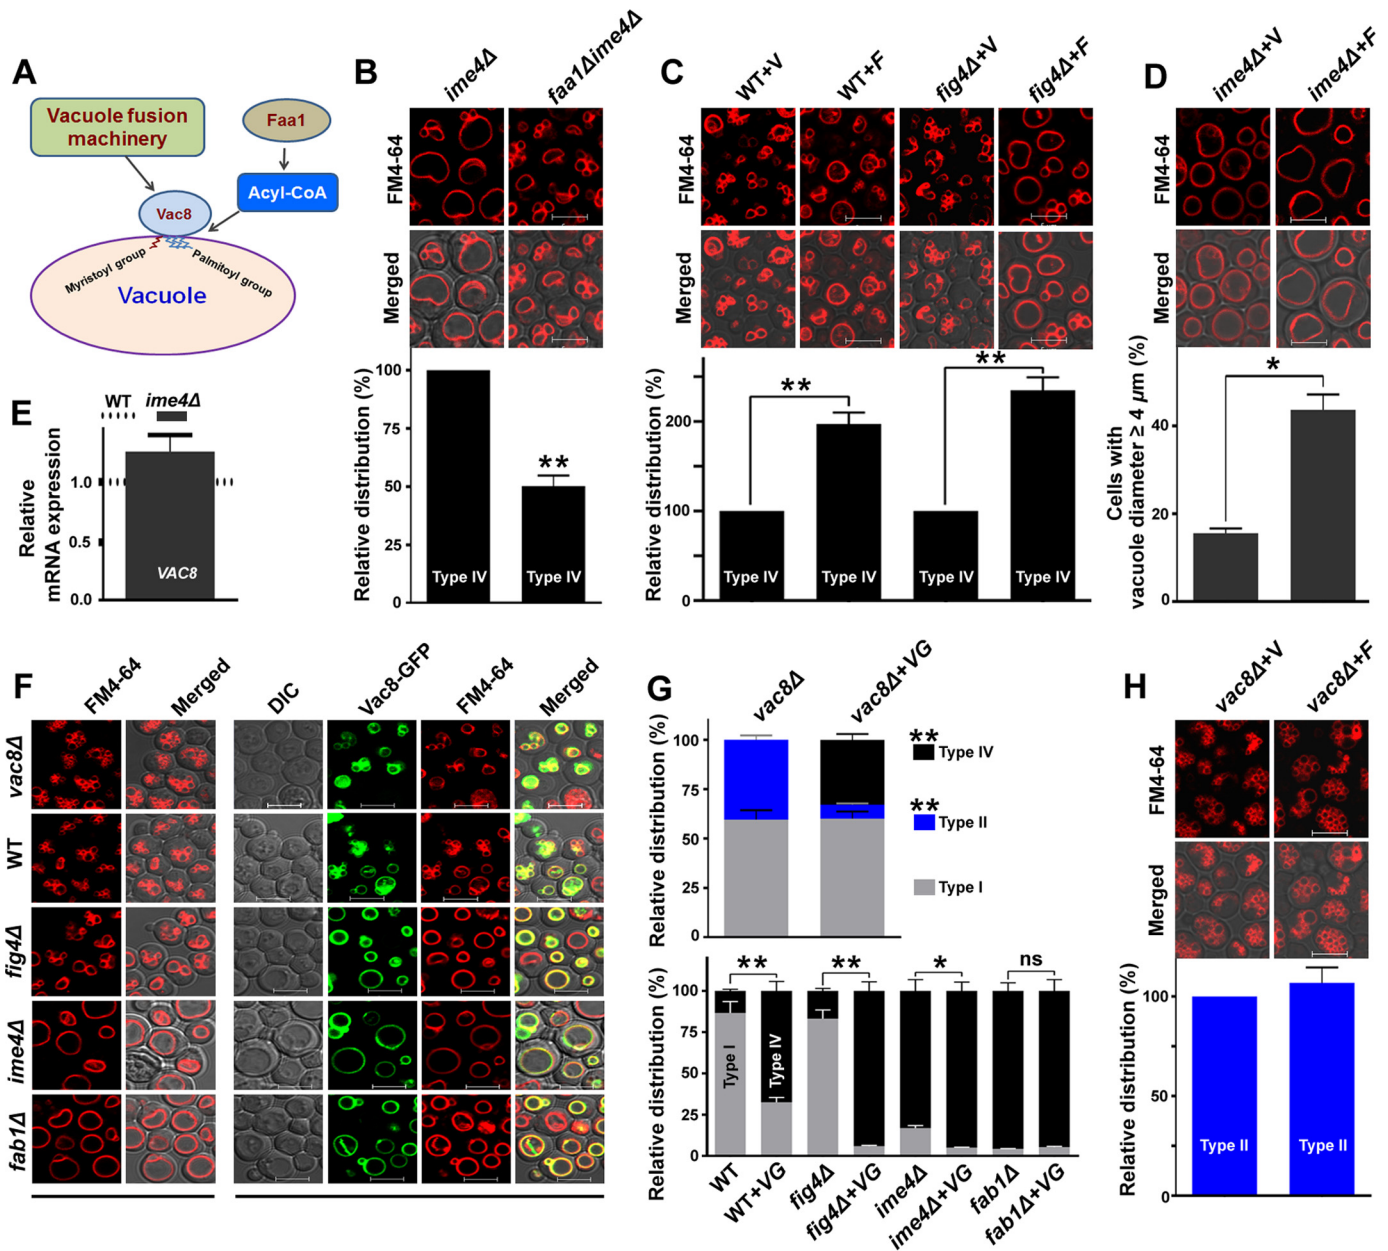 A
Vacuole fusion
machinery
Faa1
Acyl-CoA
Vac8
Myristoyl group
Palmitoyl group
Vacuole
B
ime4Δ
faa1Δime4Δ
FM4-64
Merged
Relative distribution (%)
100
75
50
25
0
**
Type IV
Type IV
C
WT+V
WT+F
fig4Δ+V
fig4Δ+F
FM4-64
Merged
Relative distribution (%)
200
100
0
**
**
Type IV
Type IV
Type IV
Type IV
D
ime4Δ+V
ime4Δ+F
FM4-64
Merged
Cells with
vacuole diameter ≥ 4 µm (%)
40
20
0
*
E
WT
ime4Δ
Relative
mRNA expression
1.0
0.5
0.0
VAC8
F
FM4-64
Merged
DIC
Vac8-GFP
FM4-64
Merged
vac8Δ
WT
fig4Δ
ime4Δ
fab1Δ
G
vac8Δ
vac8Δ+VG
Relative distribution (%)
100
75
50
25
0
**
Type IV
**
Type II
Type I
Relative distribution (%)
100
75
50
25
0
**
**
*
ns
Type I
Type IV
WT
WT+VG
fig4Δ
fig4Δ+VG
ime4Δ
ime4Δ+VG
fab1Δ
fab1Δ+VG
H
vac8Δ+V
vac8Δ+F
FM4-64
Merged
Relative distribution (%)
100
50
0
Type II
Type II